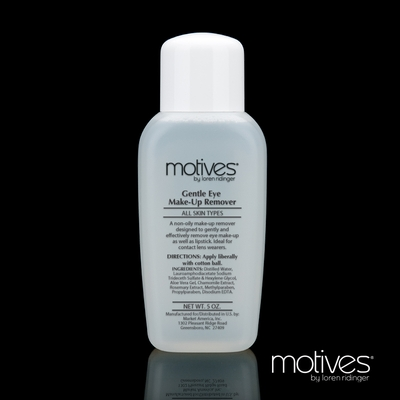 motives®
by loren ridinger
Gentle Eye
Make-Up Remover
ALL SKIN TYPES
A non-oily make-up remover
designed to gently and
effectively remove eye make-up
as well as lipstick. Ideal for
contact lens wearers.
DIRECTIONS: Apply liberally
with cotton ball.
INGREDIENTS: Distilled Water,
Lauroamphodiacetate Sodium
Trideceth Sulfate & Hexylene Glycol,
Aloe Vera Gel, Chamomile Extract,
Rosemary Extract, Methylparaben,
Propylparaben, Disodium EDTA.
NET WT. 5 OZ.
Manufactured for/Distributed in U.S. by:
Market America, Inc.
1302 Pleasant Ridge Road
Greensboro, NC 27409
motives®
by loren ridinger